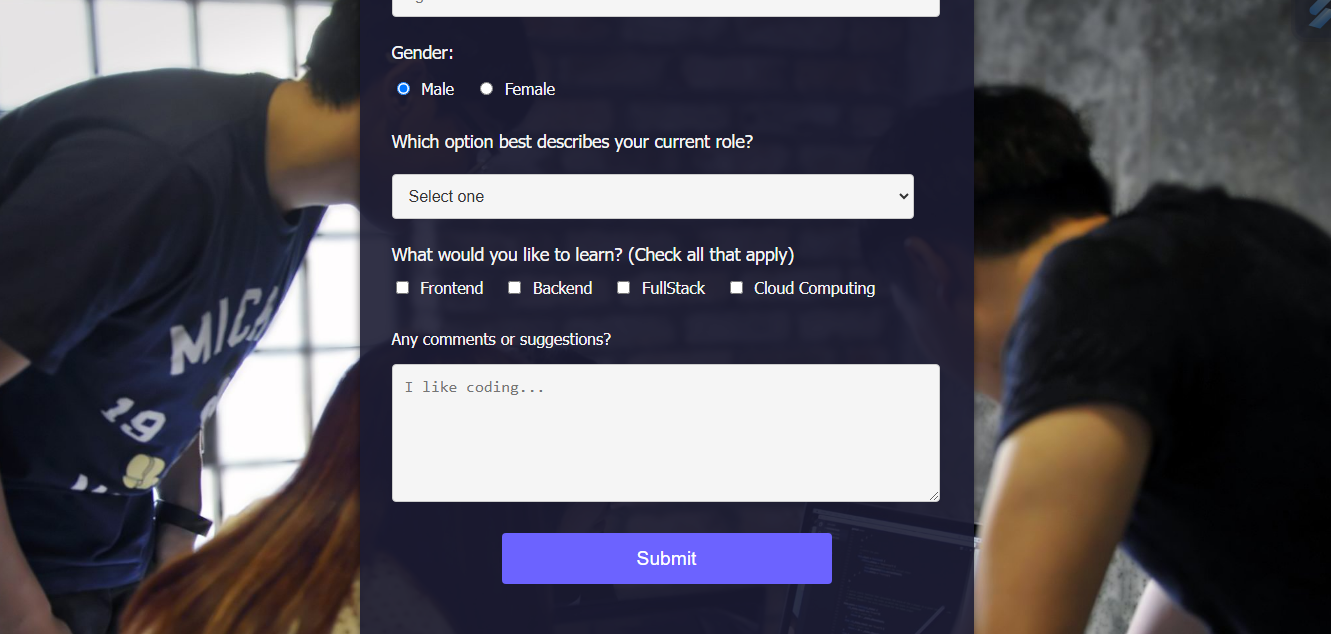 Gender:
Male Female
Which option best describes your current role?
Select one
What would you like to learn? (Check all that apply)
Frontend Backend FullStack Cloud Computing
Any comments or suggestions?
I like coding...
Submit
19